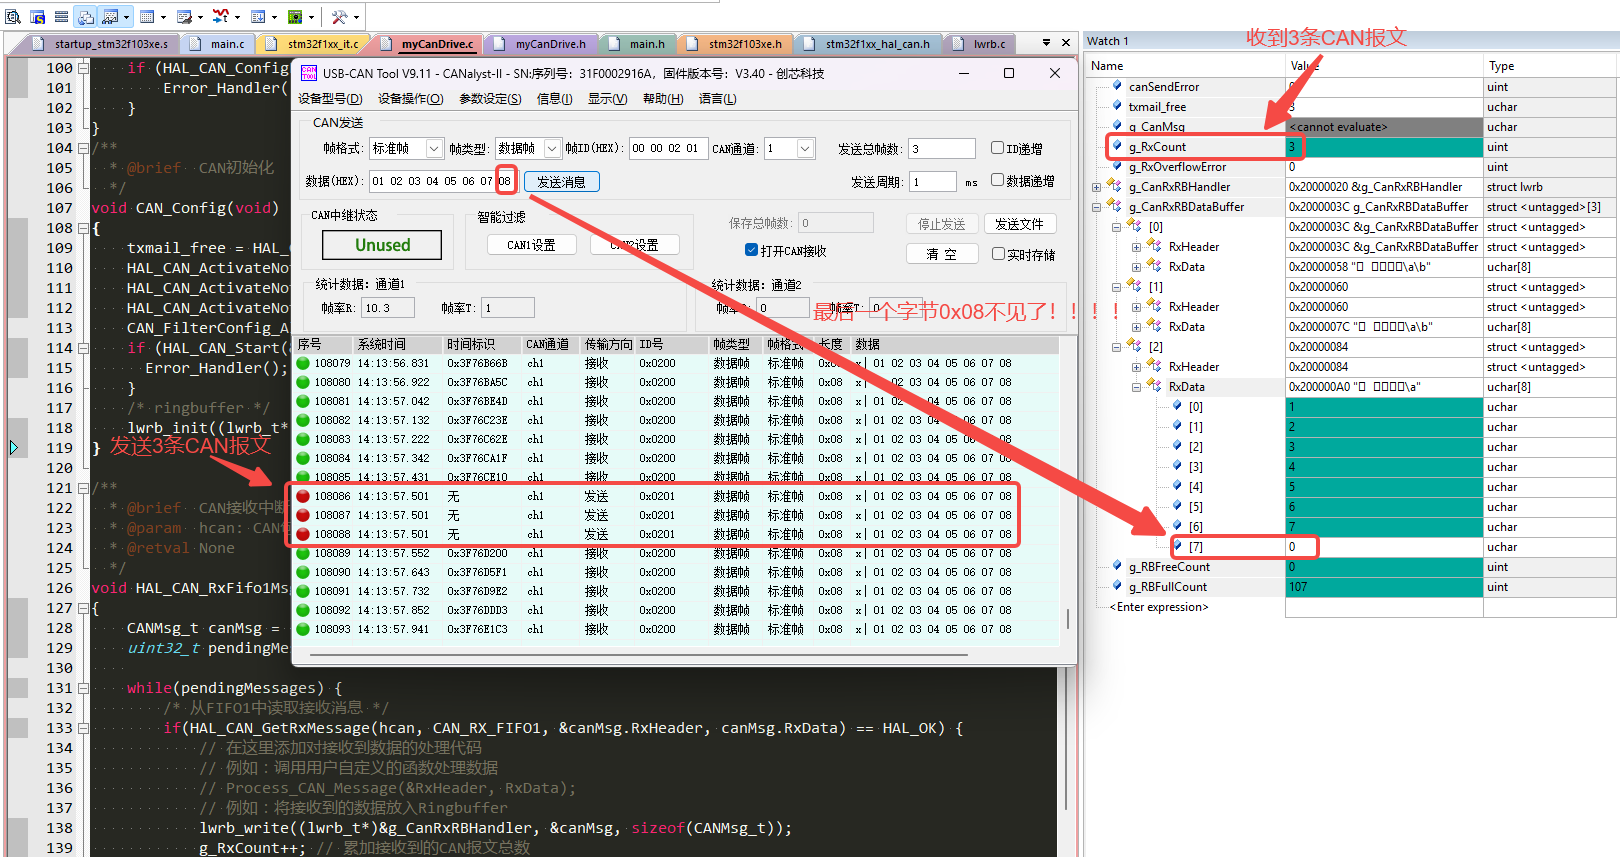 startup_stm32f103xe.s
main.c
stm32f1xx_it.c
myCanDrive.c
myCanDrive.h
main.h
stm32f103xe.h
stm32f1xx_hal_can.h
lwrb.c
100 if (HAL_CAN_Config
101 Error_Handler(
102 }
103 }
104 /**
105 * @brief CAN初始化
106 */
107 void CAN_Config(void)
108 {
109 txmail_free = HAL_
110 HAL_CAN_ActivateNo
111 HAL_CAN_ActivateNo
112 HAL_CAN_ActivateNo
113 CAN_FilterConfig_A
114 if (HAL_CAN_Start(
115 Error_Handler();
116 }
117 /* ringbuffer */
118 lwrb_init((lwrb_t*
119 }
120
121 /**
122 * @brief CAN接收中断
123 * @param hcan: CAN
124 * @retval None
125 */
126 void HAL_CAN_RxFifo1Msg
127 {
128 CANMsg_t canMsg =
129 uint32_t pendingMe
130
131 while(pendingMessages) {
132 /* 从FIFO1中读取接收消息 */
133 if(HAL_CAN_GetRxMessage(hcan, CAN_RX_FIFO1, &canMsg.RxHeader, canMsg.RxData) == HAL_OK) {
134 // 在这里添加对接收到数据的处理代码
135 // 例如：调用用户自定义的函数处理数据
136 // Process_CAN_Message(&RxHeader, RxData);
137 // 例如：将接收到的数据放入Ringbuffer
138 lwrb_write((lwrb_t*)&g_CanRxRBHandler, &canMsg, sizeof(CANMsg_t));
139 g_RxCount++; // 累加接收到的CAN报文总数
发送3条CAN报文
USB-CAN Tool V9.11 - CANalyst-II - SN:序列号: 31F0002916A, 固件版本号: V3.40 - 创芯科技
设备型号(D) 设备操作(O) 参数设定(S) 信息(I) 显示(V) 帮助(H) 语言(L)
CAN发送
帧格式: 标准帧 帧类型: 数据帧 帧ID(HEX): 00 00 02 01 CAN通道: 1 发送总帧数: 3 ID递增
数据(HEX): 01 02 03 04 05 06 07 08 发送消息 发送周期: 1 ms 数据递增
CAN中继状态 智能过滤 保存总帧数: 0 停止发送 发送文件
Unused CAN1设置 CAN2设置 打开CAN接收 清 空 实时存储
统计数据: 通道1 统计数据: 通道2
帧率R: 10.3 帧率T: 1 0 帧率T: 0
最后一个字节0x08不见了！！！！
序号 系统时间 时间标识 CAN通道 传输方向 ID号 帧类型 帧格式 长度 数据
108079 14:13:56.831 0x3F76B66B ch1 接收 0x0200 数据帧 标准帧 0x08 x| 01 02 03 04 05 06 07 08
108080 14:13:56.922 0x3F76BA5C ch1 接收 0x0200 数据帧 标准帧 0x08 x| 01 02 03 04 05 06 07 08
108081 14:13:57.042 0x3F76BE4D ch1 接收 0x0200 数据帧 标准帧 0x08 x| 01 02 03 04 05 06 07 08
108082 14:13:57.132 0x3F76C23E ch1 接收 0x0200 数据帧 标准帧 0x08 x| 01 02 03 04 05 06 07 08
108083 14:13:57.222 0x3F76C62E ch1 接收 0x0200 数据帧 标准帧 0x08 x| 01 02 03 04 05 06 07 08
108084 14:13:57.342 0x3F76CA1F ch1 接收 0x0200 数据帧 标准帧 0x08 x| 01 02 03 04 05 06 07 08
108085 14:13:57.431 0x3F76CE10 ch1 接收 0x0200 数据帧 标准帧 0x08 x| 01 02 03 04 05 06 07 08
108086 14:13:57.501 无 ch1 发送 0x0201 数据帧 标准帧 0x08 x| 01 02 03 04 05 06 07 08
108087 14:13:57.501 无 ch1 发送 0x0201 数据帧 标准帧 0x08 x| 01 02 03 04 05 06 07 08
108088 14:13:57.501 无 ch1 发送 0x0201 数据帧 标准帧 0x08 x| 01 02 03 04 05 06 07 08
108089 14:13:57.552 0x3F76D200 ch1 接收 0x0200 数据帧 标准帧 0x08 x| 01 02 03 04 05 06 07 08
108090 14:13:57.643 0x3F76D5F1 ch1 接收 0x0200 数据帧 标准帧 0x08 x| 01 02 03 04 05 06 07 08
108091 14:13:57.732 0x3F76D9E2 ch1 接收 0x0200 数据帧 标准帧 0x08 x| 01 02 03 04 05 06 07 08
108092 14:13:57.852 0x3F76DDD3 ch1 接收 0x0200 数据帧 标准帧 0x08 x| 01 02 03 04 05 06 07 08
108093 14:13:57.941 0x3F76E1C3 ch1 接收 0x0200 数据帧 标准帧 0x08 x| 01 02 03 04 05 06 07 08
Watch 1
收到3条CAN报文
Name Value Type
canSendError uint
txmail_free 3 uchar
g_CanMsg <cannot evaluate> uchar
g_RxCount 3 uint
g_RxOverflowError 0 uint
g_CanRxRBHandler 0x20000020 &g_CanRxRBHandler struct lwrb
g_CanRxRBDataBuffer 0x2000003C g_CanRxRBDataBuffer struct <untagged>[3]
[0] 0x2000003C &g_CanRxRBDataBuffer struct <untagged>
RxHeader 0x2000003C &g_CanRxRBDataBuffer struct <untagged>
RxData 0x20000058 "\a\b" uchar[8]
[1] 0x20000060 struct <untagged>
RxHeader 0x20000060 struct <untagged>
RxData 0x2000007C "\a\b" uchar[8]
[2] 0x20000084 struct <untagged>
RxHeader 0x20000084 struct <untagged>
RxData 0x200000A0 "\a" uchar[8]
[0] 1 uchar
[1] 2 uchar
[2] 3 uchar
[3] 4 uchar
[4] 5 uchar
[5] 6 uchar
[6] 7 uchar
[7] 0 uchar
g_RBFreeCount 0 uint
g_RBFullCount 107 uint
<Enter expression>